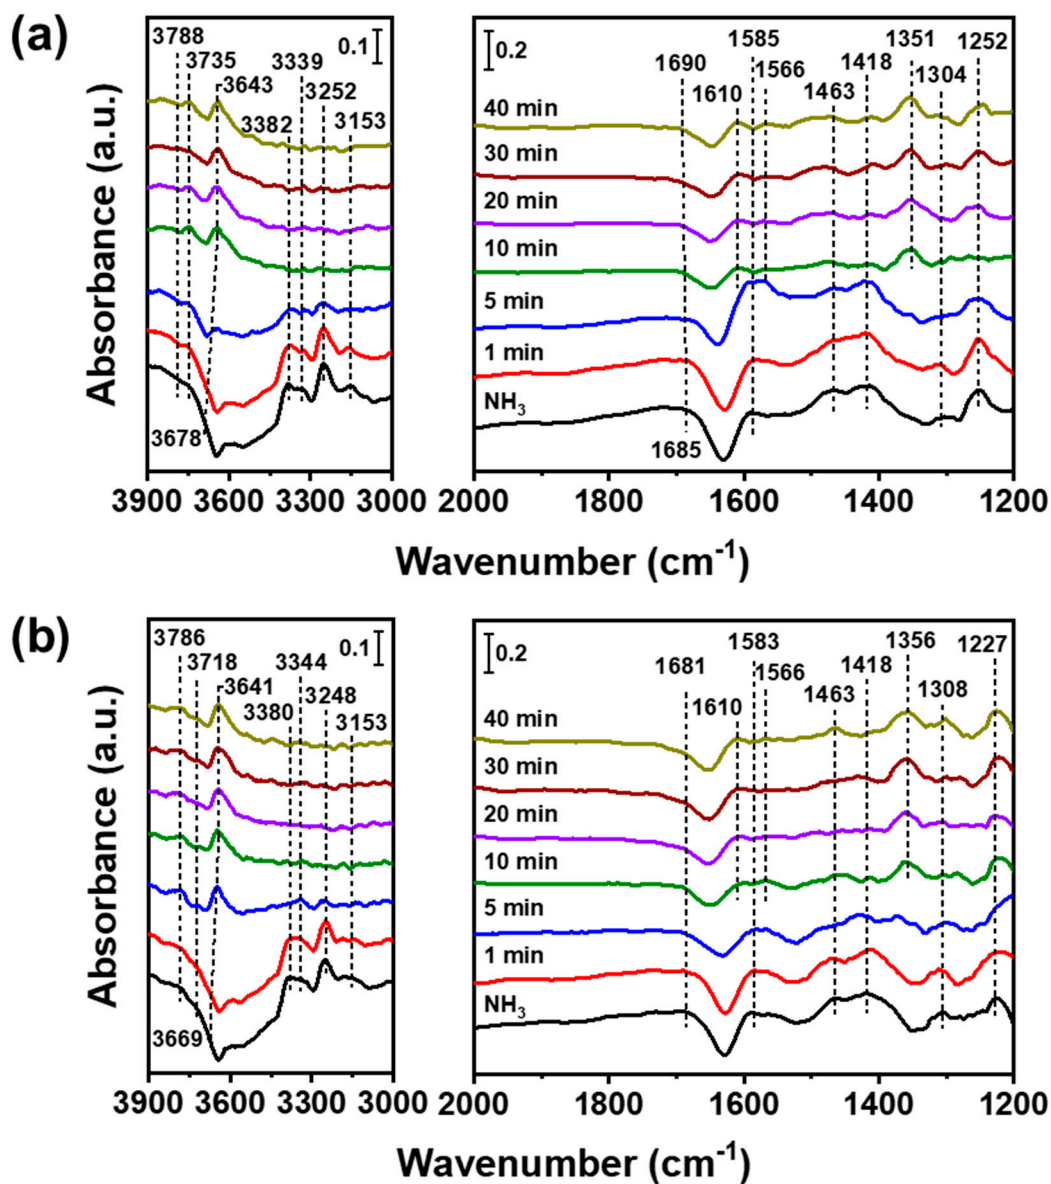 (a)
3788
3735
3643
3339
3252
3382
3153
0.1
3678
Absorbance (a.u.)
3900 3600 3300 3000
0.2
1585
1351
1252
1690
1566
1418
1304
1610
1463
40 min
30 min
20 min
10 min
5 min
1 min
NH3
1685
2000 1800 1600 1400 1200
Wavenumber (cm-1)
(b)
3786
3718
3641
3344
3248
3380
3153
0.1
3669
Absorbance (a.u.)
3900 3600 3300 3000
0.2
1583
1356
1227
1681
1566
1418
1308
1610
1463
40 min
30 min
20 min
10 min
5 min
1 min
NH3
2000 1800 1600 1400 1200
Wavenumber (cm-1)